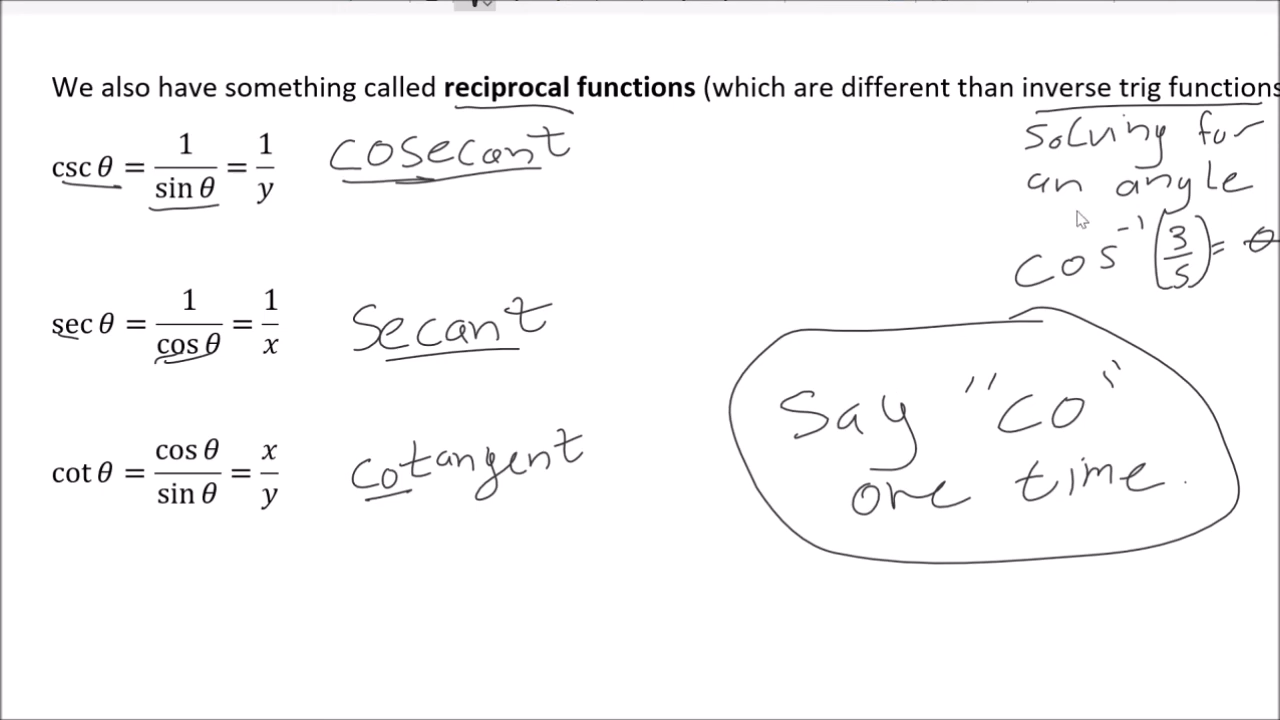 We also have something called reciprocal functions (which are different than inverse trig functions
csc θ = 1/sin θ = 1/y cosecant
solving for
an angle
cos⁻¹(3/5) = θ
sec θ = 1/cos θ = 1/x secant
cot θ = cos θ/sin θ = x/y cotangent
Say "co"
one time.